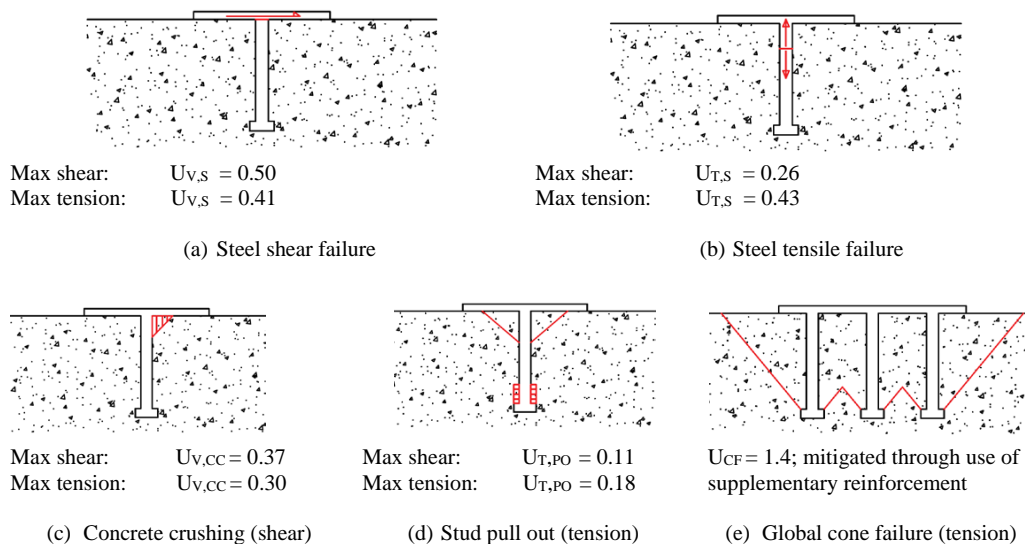 Max shear: UV,S = 0.50
Max tension: UV,S = 0.41
(a) Steel shear failure
Max shear: UT,S = 0.26
Max tension: UT,S = 0.43
(b) Steel tensile failure
Max shear: UV,CC = 0.37
Max tension: UV,CC = 0.30
(c) Concrete crushing (shear)
Max shear: UT,PO = 0.11
Max tension: UT,PO = 0.18
(d) Stud pull out (tension)
UCF = 1.4; mitigated through use of
supplementary reinforcement
(e) Global cone failure (tension)